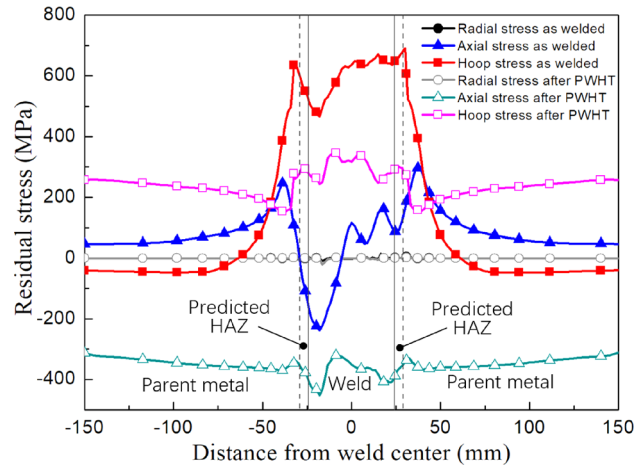 800
600
400
200
0
-200
-400
Residual stress (MPa)
Radial stress as welded
Axial stress as welded
Hoop stress as welded
Radial stress after PWHT
Axial stress after PWHT
Hoop stress after PWHT
Predicted
HAZ
Predicted
HAZ
Parent metal
Weld
Parent metal
-150
-100
-50
0
50
100
150
Distance from weld center (mm)